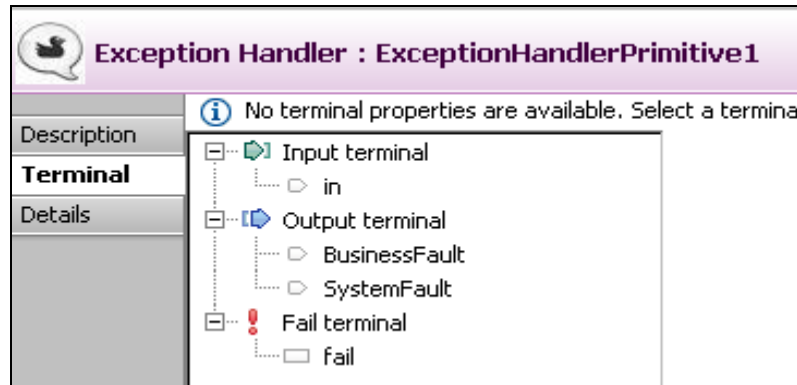 Exception Handler : ExceptionHandlerPrimitive1
No terminal properties are available. Select a termina
Description
Terminal
Details
Input terminal
in
Output terminal
BusinessFault
SystemFault
Fail terminal
fail